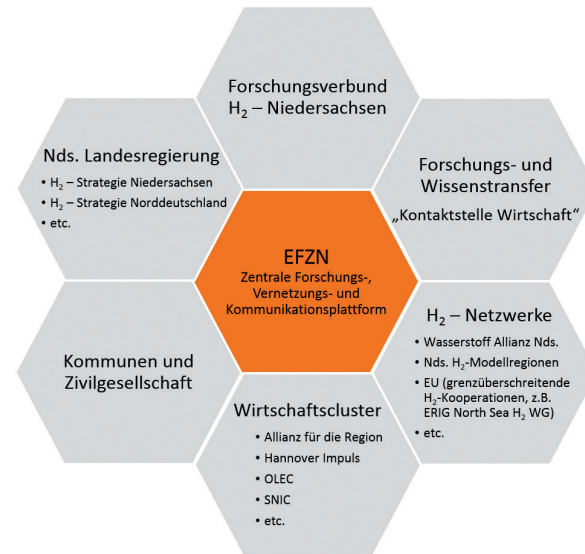 Forschungsverbund
H₂ – Niedersachsen
Nds. Landesregierung
• H₂ – Strategie Niedersachsen
• H₂ – Strategie Norddeutschland
• etc.
Forschungs- und
Wissenstransfer
„Kontaktstelle Wirtschaft“
EFZN
Zentrale Forschungs-,
Vernetzungs- und
Kommunikationsplattform
Kommunen und
Zivilgesellschaft
H₂ – Netzwerke
• Wasserstoff Allianz Nds.
• Nds. H₂-Modellregionen
• EU (grenzüberschreitende
H₂-Kooperationen, z.B.
ERIG North Sea H₂ WG)
• etc.
Wirtschaftscluster
• Allianz für die Region
• Hannover Impuls
• OLEC
• SNIC
• etc.